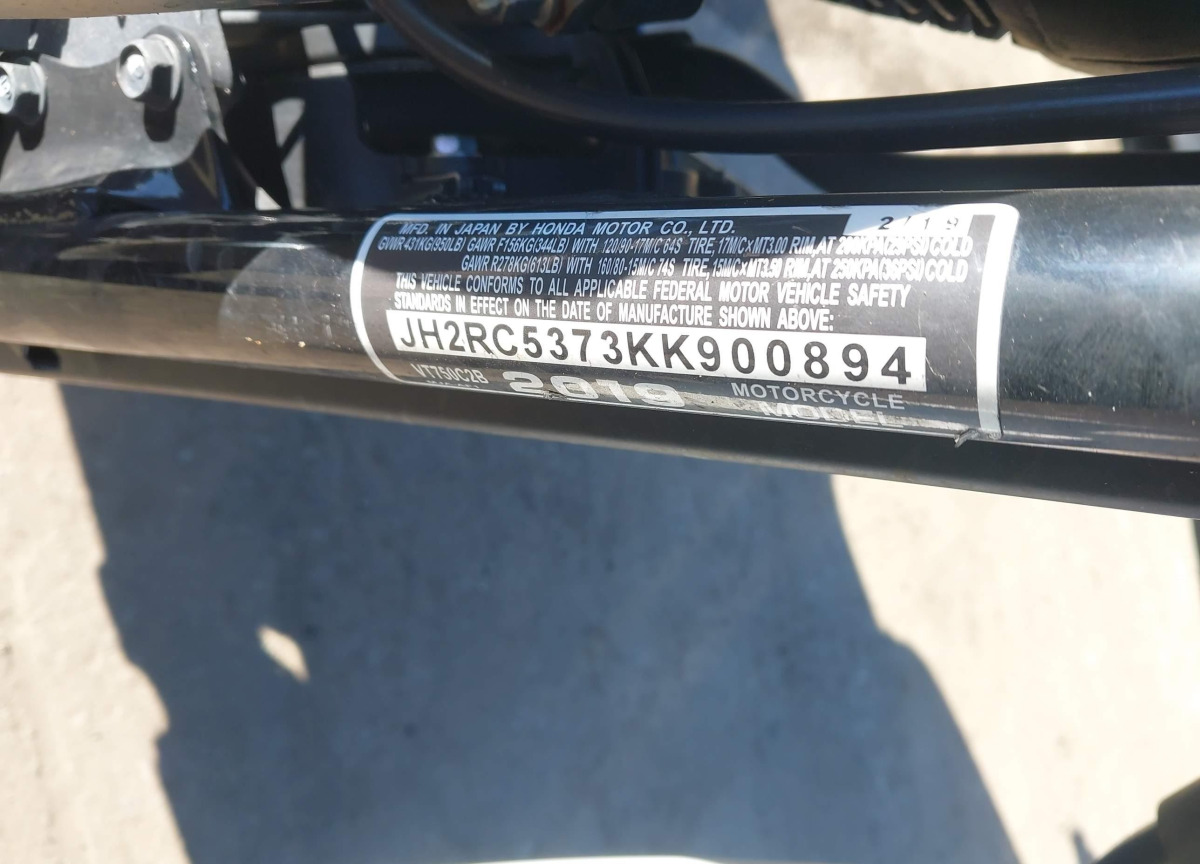 MFD. IN JAPAN BY HONDA MOTOR CO., LTD. 2/19
GVWR 431KG(950LB) GAWR F156KG(344LB) WITH 120/90-17M/C 64S TIRE, 17M/C×MT3.00 RIM, AT 200KPA(29PSI) COLD
GAWR R278KG(613LB) WITH 160/80-15M/C 74S TIRE, 15M/C×MT3.50 RIM, AT 250KPA(36PSI) COLD
THIS VEHICLE CONFORMS TO ALL APPLICABLE FEDERAL MOTOR VEHICLE SAFETY
STANDARDS IN EFFECT ON THE DATE OF MANUFACTURE SHOWN ABOVE:
JH2RC5373KK900894
VT750C2B 2019 MOTORCYCLE
MODEL